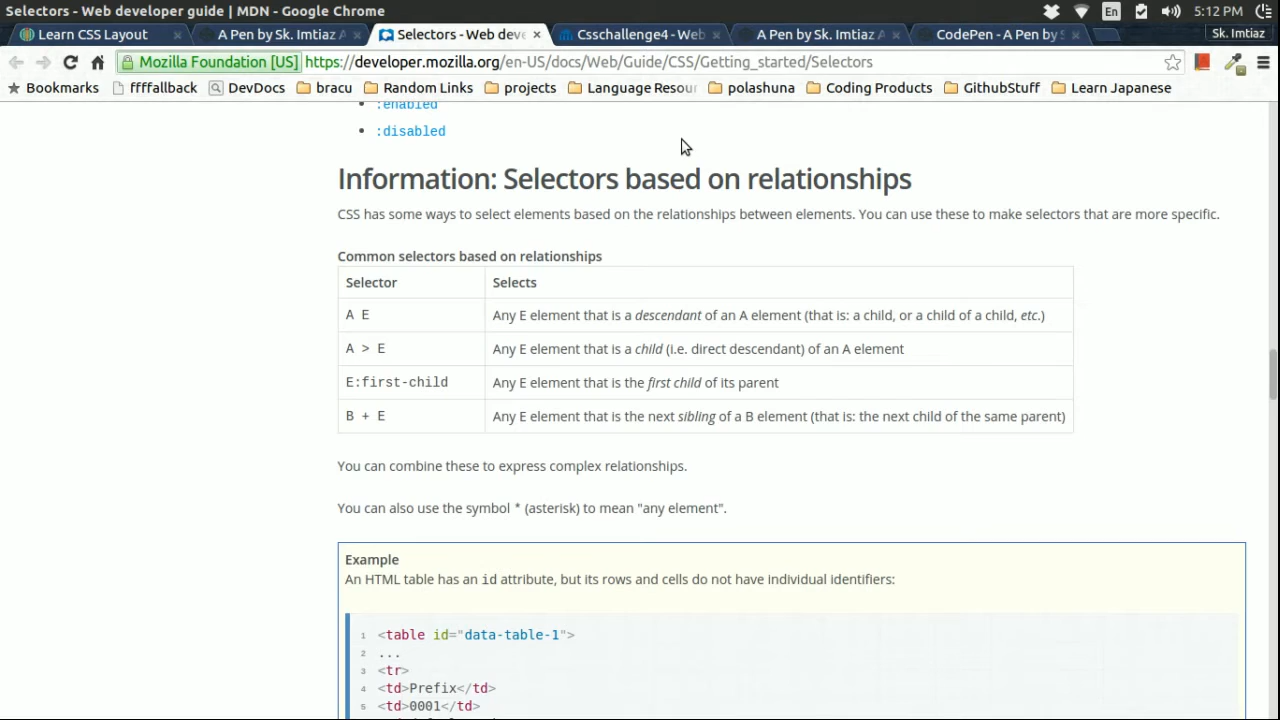 Selectors - Web developer guide | MDN - Google Chrome
En 5:12 PM
Learn CSS Layout × A Pen by Sk. Imtiaz A × Selectors - Web deve × Csschallenge4 - Web × A Pen by Sk. Imtiaz A × CodePen - A Pen by S × Sk. Imtiaz
Mozilla Foundation [US] https://developer.mozilla.org/en-US/docs/Web/Guide/CSS/Getting_started/Selectors
Bookmarks ffffallback DevDocs bracu Random Links projects Language Resour polashuna Coding Products GithubStuff Learn Japanese
• :enabled
• :disabled
Information: Selectors based on relationships
CSS has some ways to select elements based on the relationships between elements. You can use these to make selectors that are more specific.
Common selectors based on relationships
Selector Selects
A E Any E element that is a descendant of an A element (that is: a child, or a child of a child, etc.)
A > E Any E element that is a child (i.e. direct descendant) of an A element
E:first-child Any E element that is the first child of its parent
B + E Any E element that is the next sibling of a B element (that is: the next child of the same parent)
You can combine these to express complex relationships.
You can also use the symbol * (asterisk) to mean "any element".
Example
An HTML table has an id attribute, but its rows and cells do not have individual identifiers:
1 <table id="data-table-1">
2 ...
3 <tr>
4 <td>Prefix</td>
5 <td>0001</td>